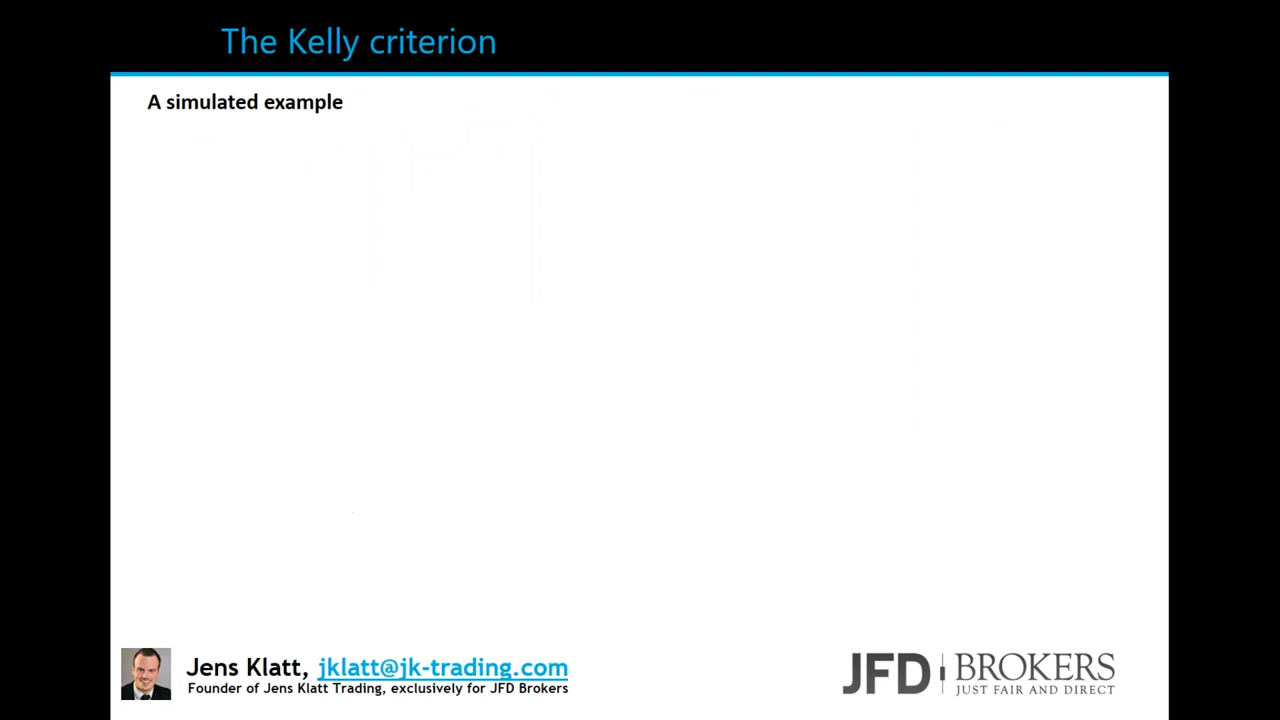 The Kelly criterion
A simulated example
Jens Klatt, jklatt@jk-trading.com
Founder of Jens Klatt Trading, exclusively for JFD Brokers
JFD BROKERS
JUST FAIR AND DIRECT